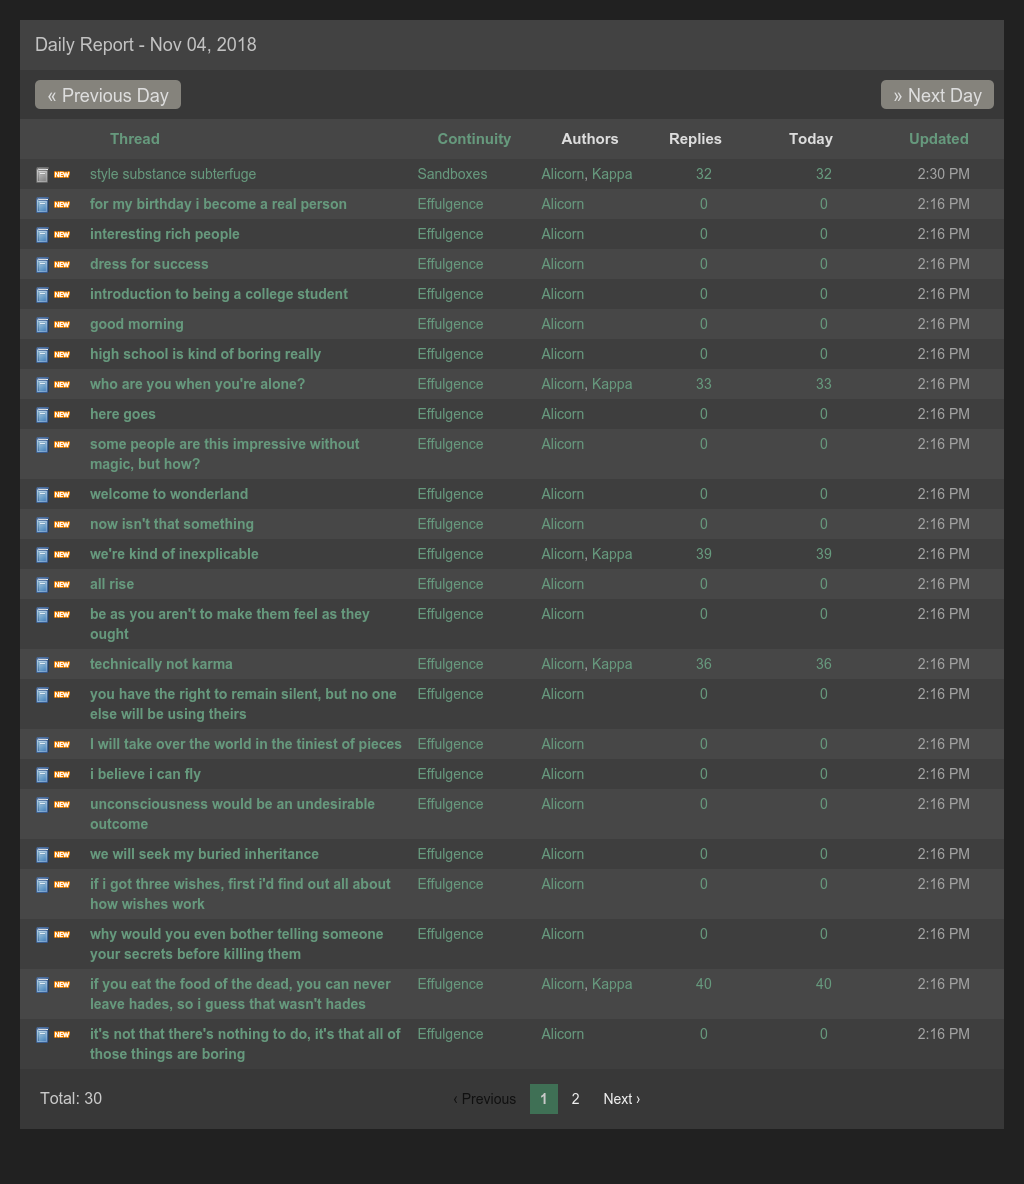 Daily Report - Nov 04, 2018
« Previous Day » Next Day
Thread Continuity Authors Replies Today Updated
NEW style substance subterfuge Sandboxes Alicorn, Kappa 32 32 2:30 PM
NEW for my birthday i become a real person Effulgence Alicorn 0 0 2:16 PM
NEW interesting rich people Effulgence Alicorn 0 0 2:16 PM
NEW dress for success Effulgence Alicorn 0 0 2:16 PM
NEW introduction to being a college student Effulgence Alicorn 0 0 2:16 PM
NEW good morning Effulgence Alicorn 0 0 2:16 PM
NEW high school is kind of boring really Effulgence Alicorn 0 0 2:16 PM
NEW who are you when you're alone? Effulgence Alicorn, Kappa 33 33 2:16 PM
NEW here goes Effulgence Alicorn 0 0 2:16 PM
NEW some people are this impressive without Effulgence Alicorn 0 0 2:16 PM
magic, but how?
NEW welcome to wonderland Effulgence Alicorn 0 0 2:16 PM
NEW now isn't that something Effulgence Alicorn 0 0 2:16 PM
NEW we're kind of inexplicable Effulgence Alicorn, Kappa 39 39 2:16 PM
NEW all rise Effulgence Alicorn 0 0 2:16 PM
NEW be as you aren't to make them feel as they Effulgence Alicorn 0 0 2:16 PM
ought
NEW technically not karma Effulgence Alicorn, Kappa 36 36 2:16 PM
NEW you have the right to remain silent, but no one Effulgence Alicorn 0 0 2:16 PM
else will be using theirs
NEW I will take over the world in the tiniest of pieces Effulgence Alicorn 0 0 2:16 PM
NEW i believe i can fly Effulgence Alicorn 0 0 2:16 PM
NEW unconsciousness would be an undesirable Effulgence Alicorn 0 0 2:16 PM
outcome
NEW we will seek my buried inheritance Effulgence Alicorn 0 0 2:16 PM
NEW if i got three wishes, first i'd find out all about Effulgence Alicorn 0 0 2:16 PM
how wishes work
NEW why would you even bother telling someone Effulgence Alicorn 0 0 2:16 PM
your secrets before killing them
NEW if you eat the food of the dead, you can never Effulgence Alicorn, Kappa 40 40 2:16 PM
leave hades, so i guess that wasn't hades
NEW it's not that there's nothing to do, it's that all of Effulgence Alicorn 0 0 2:16 PM
those things are boring
Total: 30 ‹ Previous 1 2 Next ›